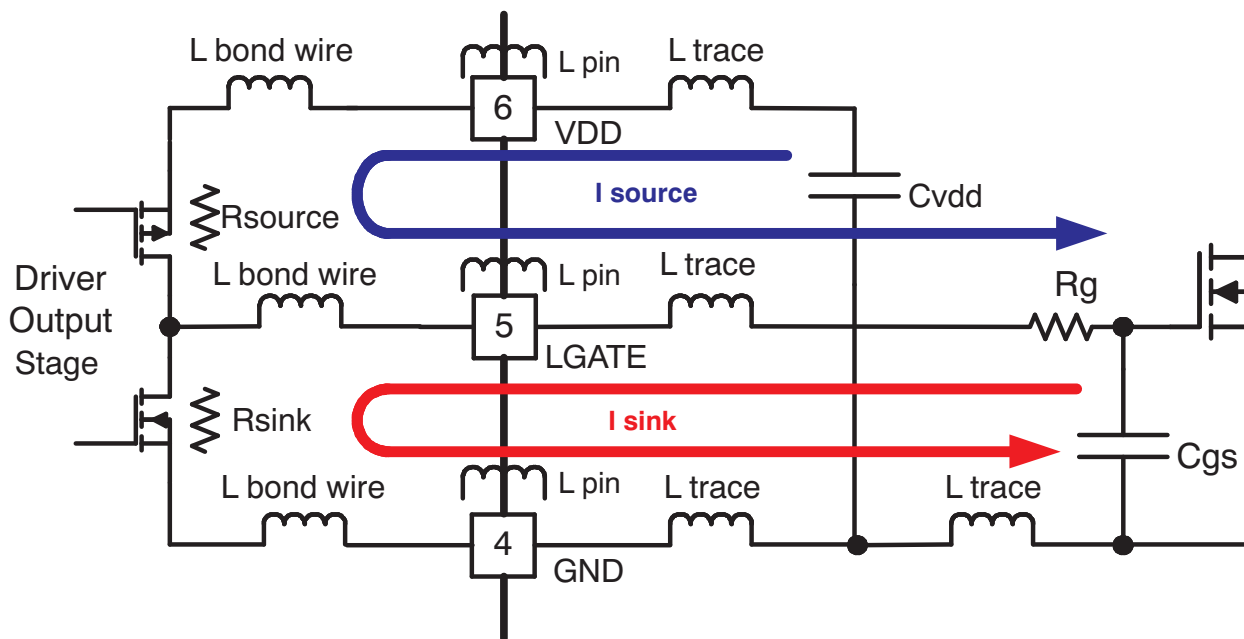 L bond wire
L pin
L trace
6
VDD
I source
Cvdd
Rsource
Driver
Output
Stage
L bond wire
L pin
L trace
Rg
5
LGATE
Rsink
I sink
Cgs
L bond wire
L pin
L trace
L trace
4
GND